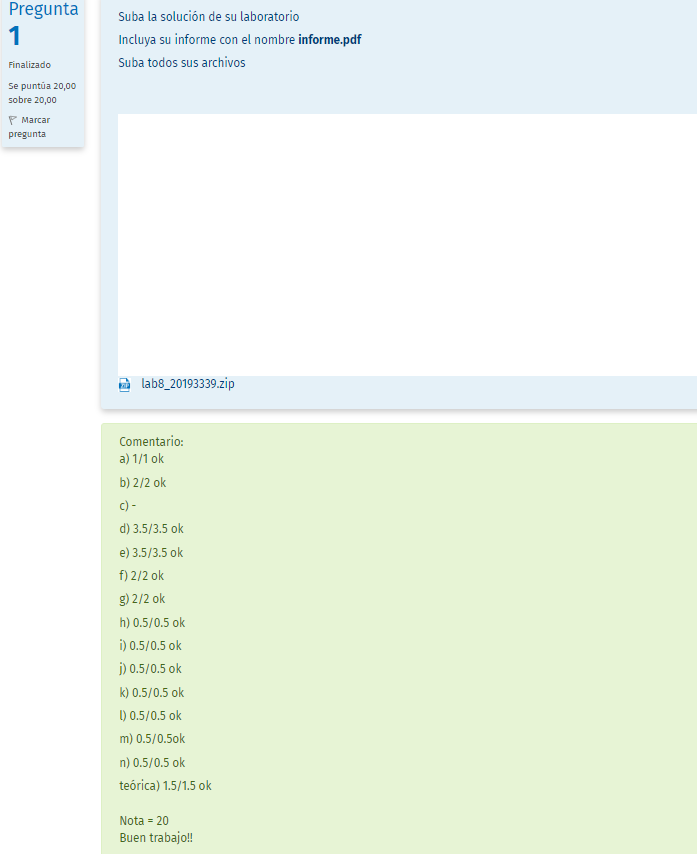 Pregunta
1
Finalizado
Se puntúa 20,00
sobre 20,00
Marcar
pregunta
Suba la solución de su laboratorio
Incluya su informe con el nombre informe.pdf
Suba todos sus archivos
ZIP
lab8_20193339.zip
Comentario:
a) 1/1 ok
b) 2/2 ok
c) -
d) 3.5/3.5 ok
e) 3.5/3.5 ok
f) 2/2 ok
g) 2/2 ok
h) 0.5/0.5 ok
i) 0.5/0.5 ok
j) 0.5/0.5 ok
k) 0.5/0.5 ok
l) 0.5/0.5 ok
m) 0.5/0.5ok
n) 0.5/0.5 ok
teórica) 1.5/1.5 ok
Nota = 20
Buen trabajo!!